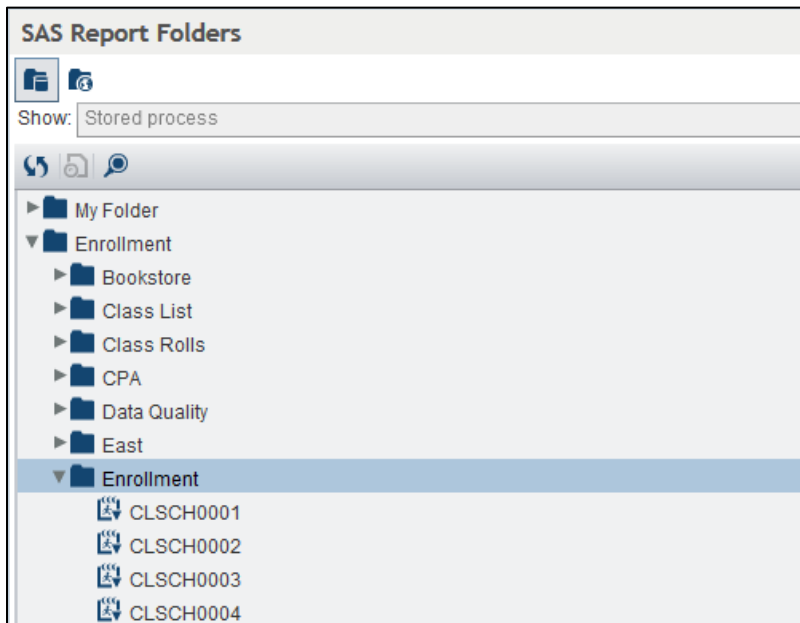 SAS Report Folders
Show: Stored process
My Folder
Enrollment
Bookstore
Class List
Class Rolls
CPA
Data Quality
East
Enrollment
CLSCH0001
CLSCH0002
CLSCH0003
CLSCH0004